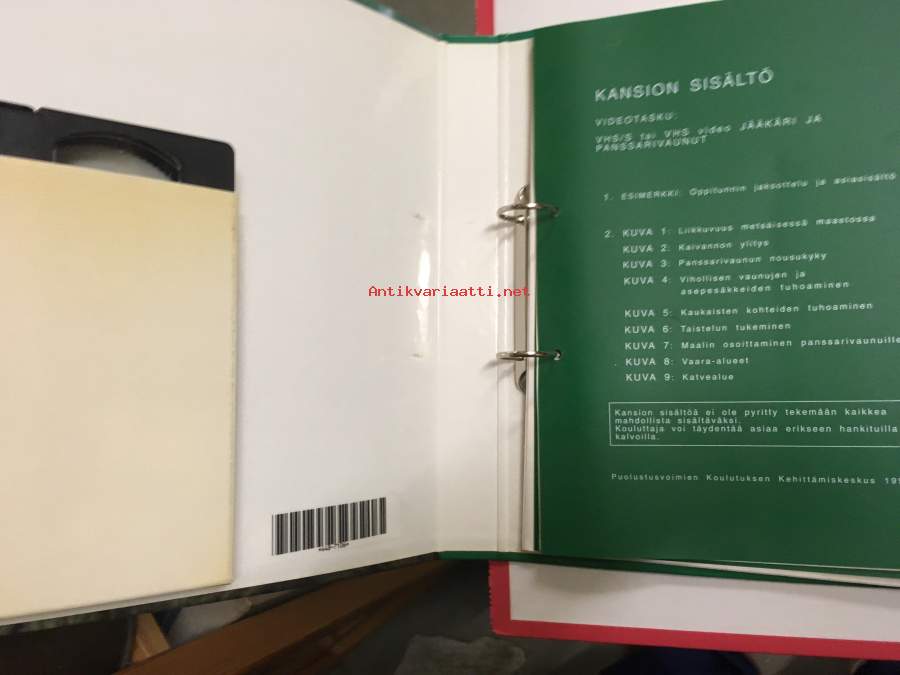 KANSION SISÄLTÖ
VIDEOTASKU:
VHS/S tai VHS video JÄÄKÄRI JA
PANSSARIVAUNUT
1. ESIMERKKI: Oppitunnin jaksottelu ja asiasisältö
2. KUVA 1: Liikkuvuus metsäisessä maastossa
KUVA 2: Kaivannon ylitys
KUVA 3: Panssarivaunun nousukyky
KUVA 4: Vihollisen vaunujen ja
asepesäkkeiden tuhoaminen
KUVA 5: Kaukaisten kohteiden tuhoaminen
KUVA 6: Taistelun tukeminen
KUVA 7: Maalin osoittaminen panssarivaunuille
KUVA 8: Vaara-alueet
KUVA 9: Katvealue
Kansion sisältöä ei ole pyritty tekemään kaikkea
mahdollista sisältäväksi.
Kouluttaja voi täydentää asiaa erikseen hankituilla
kalvoilla.
Puolustusvoimien Koulutuksen Kehittämiskeskus
Antikvariaatti.net